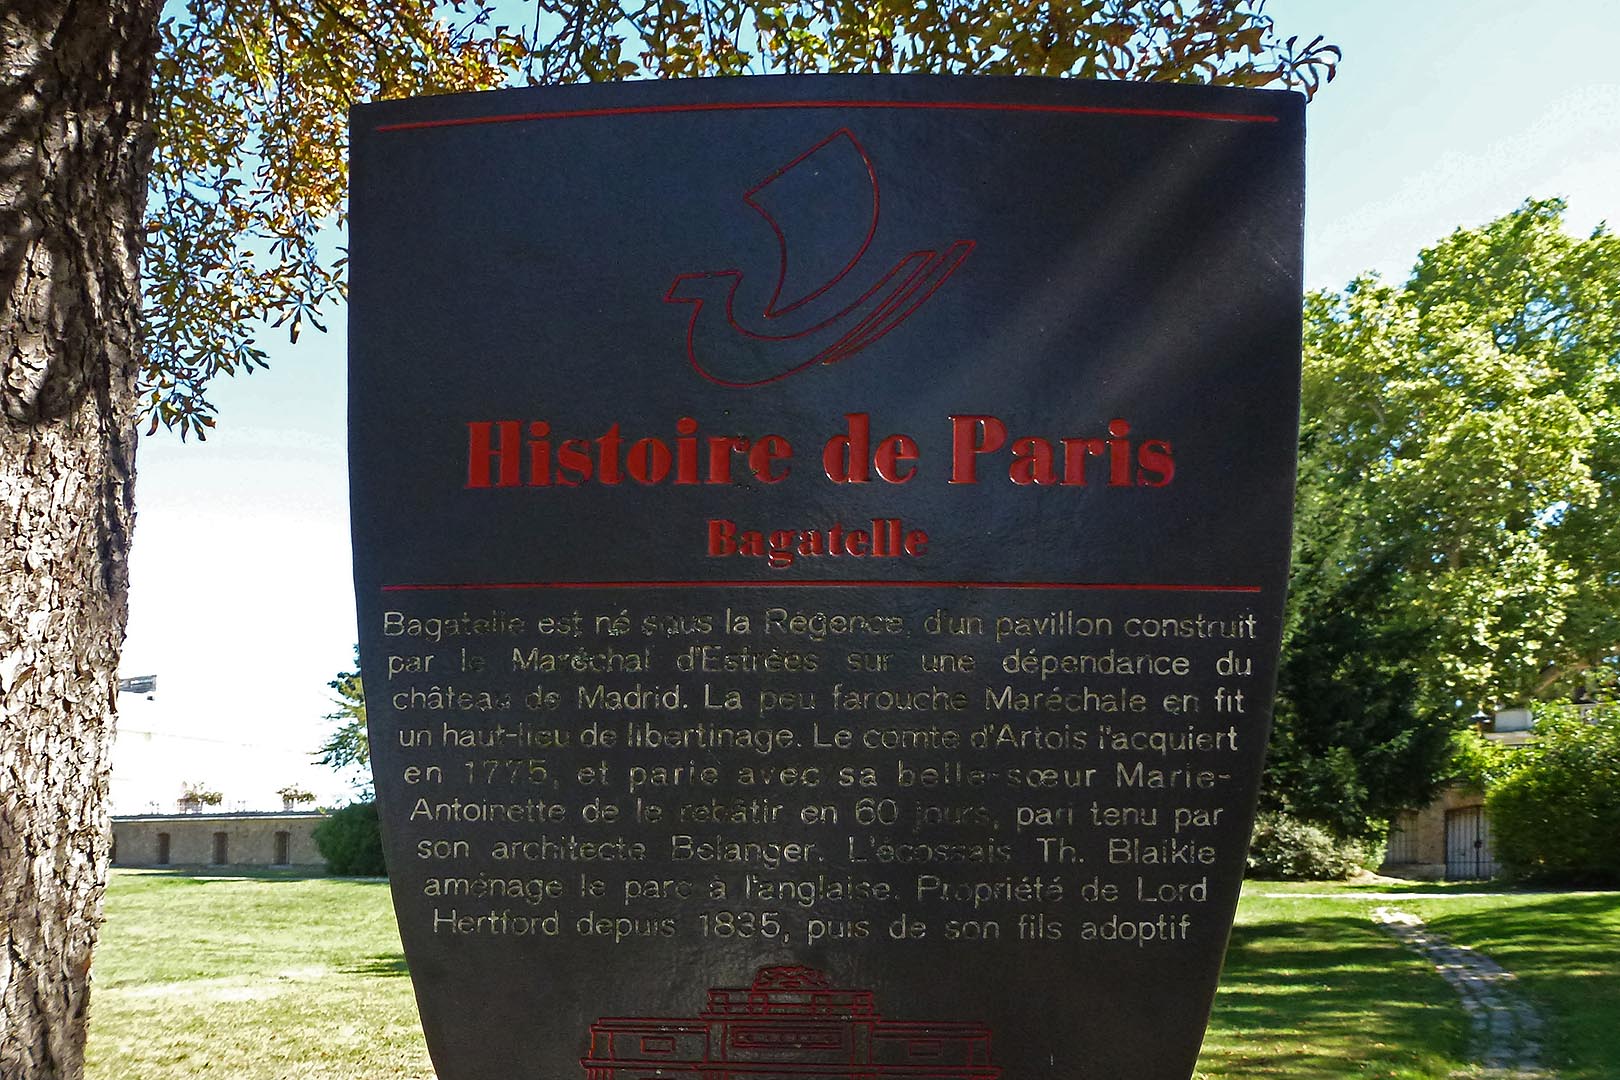 Histoire de Paris
Bagatelle
Bagatelle est né sous la Régence, d'un pavillon construit
par le Maréchal d'Estrées sur une dépendance du
château de Madrid. La peu farouche Maréchale en fit
un haut-lieu de libertinage. Le comte d'Artois l'acquiert
en 1775, et parie avec sa belle-sœur Marie-
Antoinette de le rebâtir en 60 jours, pari tenu par
son architecte Belanger. L'écossais Th. Blaikie
aménage le parc à l'anglaise. Propriété de Lord
Hertford depuis 1835, puis de son fils adoptif